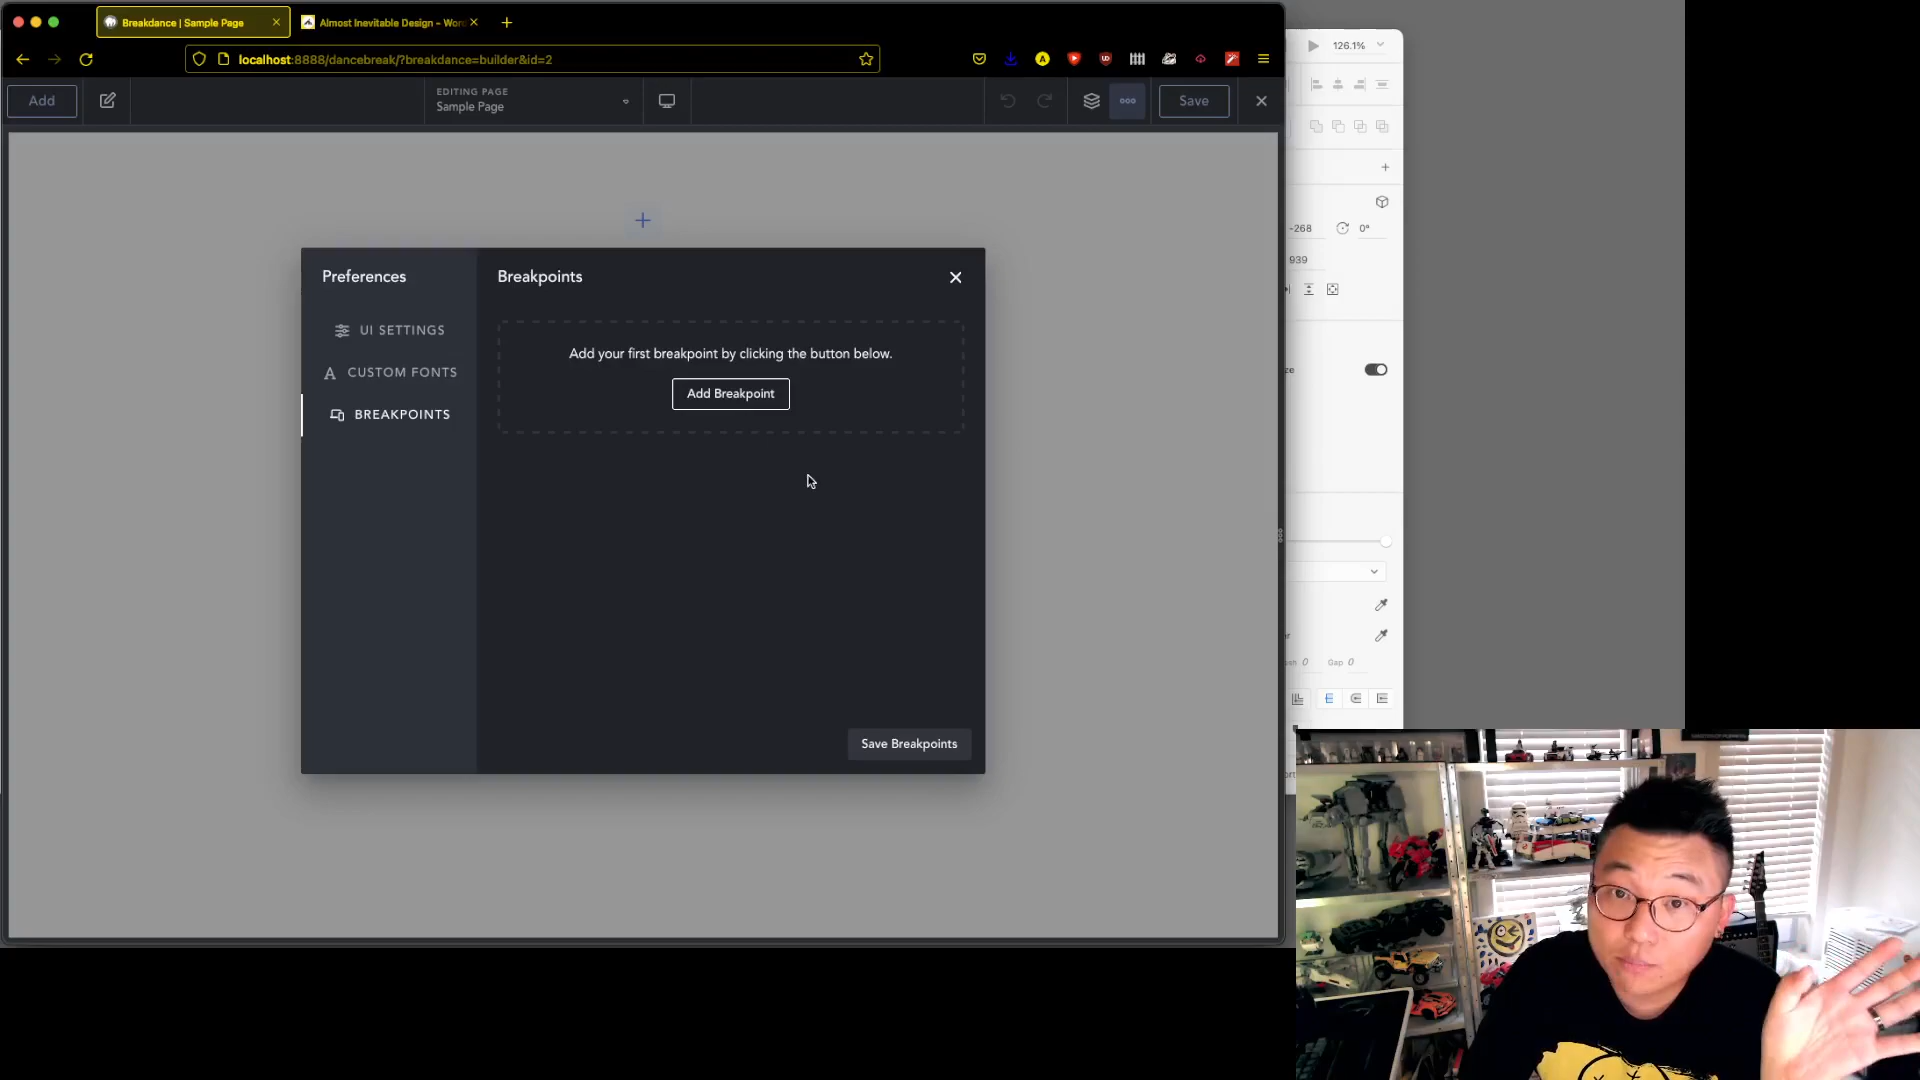 Breakdance | Sample Page
Almost Inevitable Design – Wor
localhost:8888/dancebreak/?breakdance=builder&id=2
Add
EDITING PAGE
Sample Page
Save
126.1%
-268
0°
939
Preferences
UI SETTINGS
CUSTOM FONTS
BREAKPOINTS
Breakpoints
Add your first breakpoint by clicking the button below.
Add Breakpoint
Save Breakpoints
ze
0
Gap 0